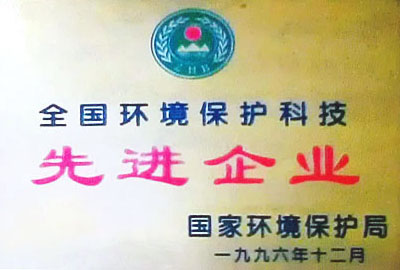 ZHB
全国环境保护科技
先进企业
国家环境保护局
一九九六年十二月